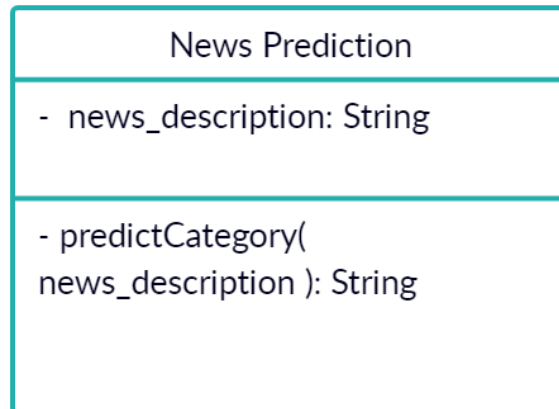 News Prediction
- news_description: String
- predictCategory(
news_description ): String